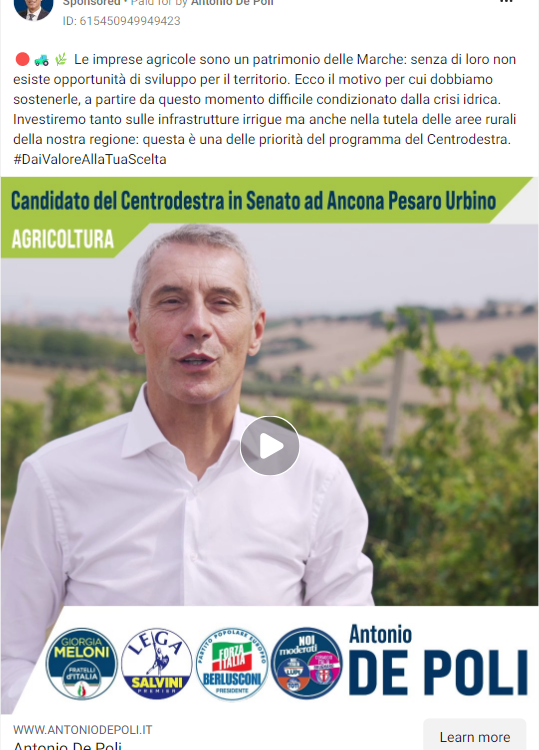 Sponsored • Paid for by Antonio De Poli
ID: 615450949949423
Le imprese agricole sono un patrimonio delle Marche: senza di loro non
esiste opportunità di sviluppo per il territorio. Ecco il motivo per cui dobbiamo
sostenerle, a partire da questo momento difficile condizionato dalla crisi idrica.
Investiremo tanto sulle infrastrutture irrigue ma anche nella tutela delle aree rurali
della nostra regione: questa è una delle priorità del programma del Centrodestra.
#DaiValoreAllaTuaScelta
Candidato del Centrodestra in Senato ad Ancona Pesaro Urbino
AGRICOLTURA
GIORGIA
MELONI
FRATELLI
d'ITALIA
LEGA
SALVINI
PREMIER
PARTITO POPOLARE EUROPEO
FORZA
ITALIA
BERLUSCONI
PRESIDENTE
NOI
moderati
Antonio
DE POLI
WWW.ANTONIODEPOLI.IT
Antonio De Poli
Learn more